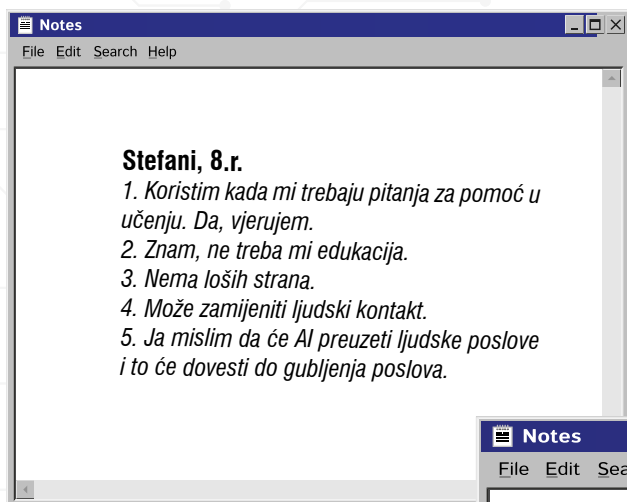 Notes
File Edit Search Help
Stefani, 8.r.
1. Koristim kada mi trebaju pitanja za pomoć u
učenju. Da, vjerujem.
2. Znam, ne treba mi edukacija.
3. Nema loših strana.
4. Može zamijeniti ljudski kontakt.
5. Ja mislim da će AI preuzeti ljudske poslove
i to će dovesti do gubljenja poslova.
Notes
File Edit Sea